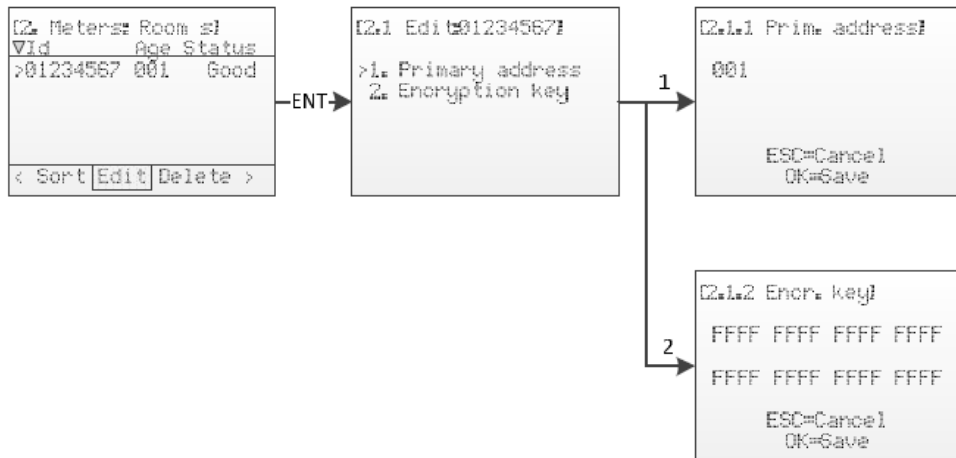 [2. Meters: Room s]
▽Id Age Status
>01234567 001 Good
< Sort Edit Delete >
ENT
[2.1 Edit:01234567]
>1. Primary address
2. Encryption key
1
[2.1.1 Prim. address]
001
ESC=Cancel
OK=Save
2
[2.1.2 Encr. key]
FFFF FFFF FFFF FFFF
FFFF FFFF FFFF FFFF
ESC=Cancel
OK=Save